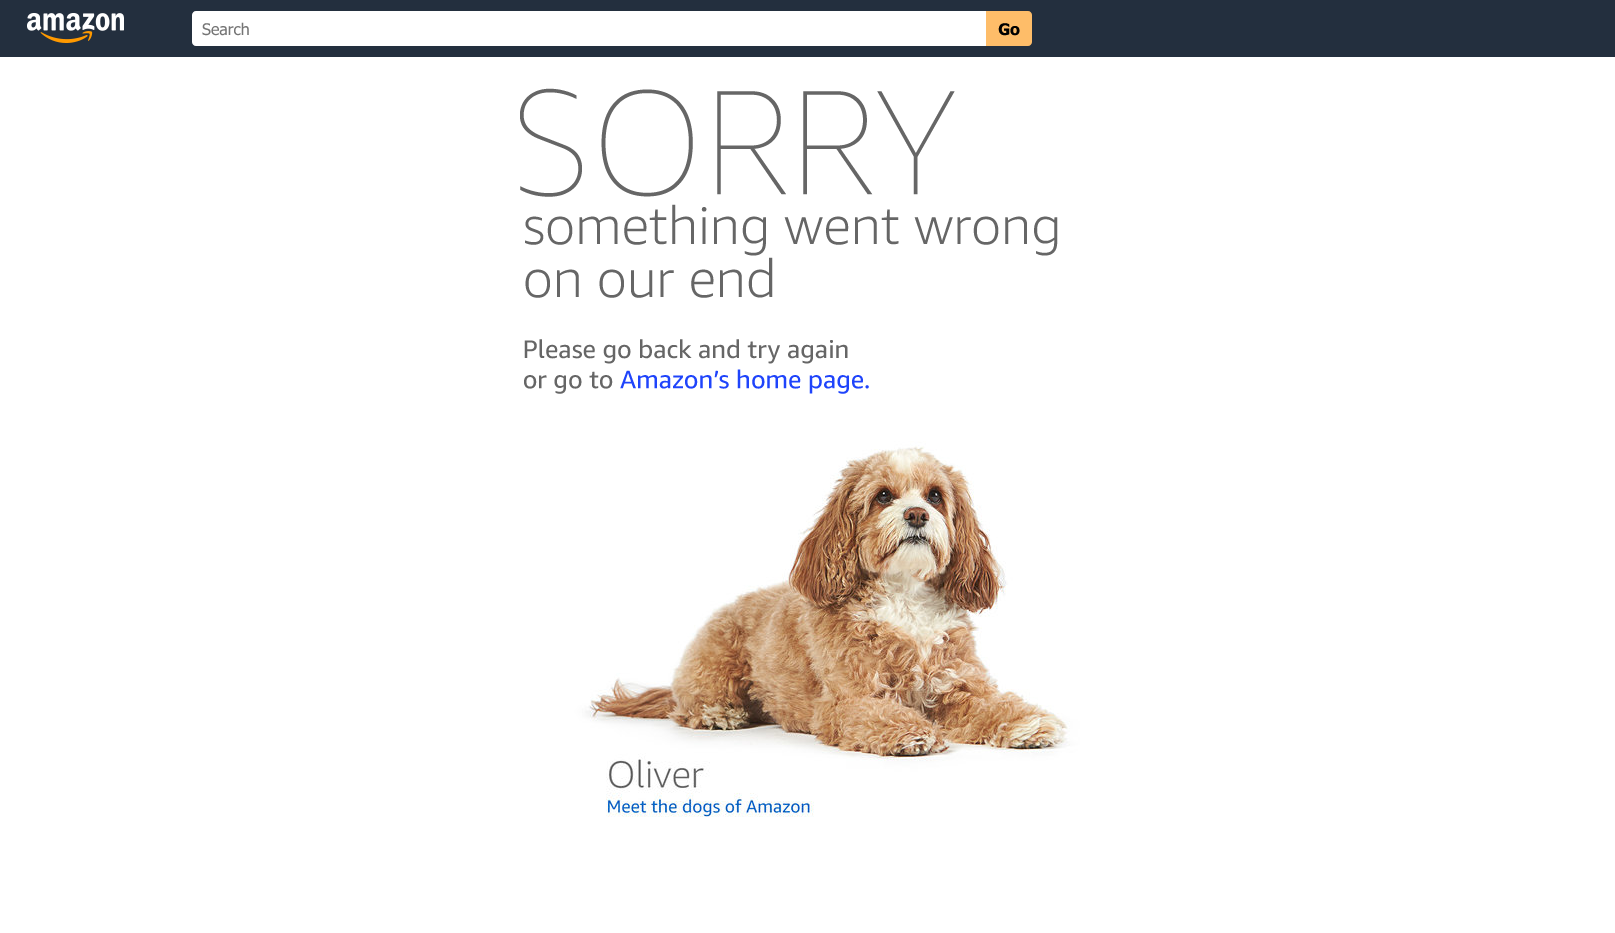 amazon
Search
Go
SORRY
something went wrong
on our end
Please go back and try again
or go to Amazon's home page.
Oliver
Meet the dogs of Amazon